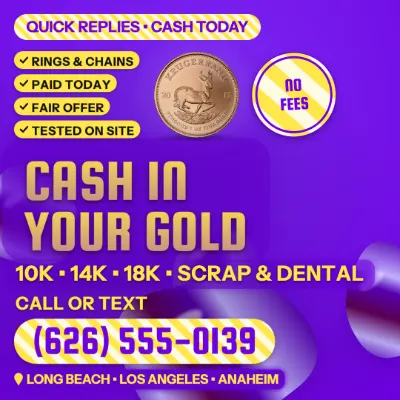 QUICK REPLIES • CASH TODAY
✓ RINGS & CHAINS
✓ PAID TODAY
✓ FAIR OFFER
✓ TESTED ON SITE
KRUGERRAND
NO
FEES
CASH IN
YOUR GOLD
10K • 14K • 18K • SCRAP & DENTAL
CALL OR TEXT
(626) 555-0139
LONG BEACH • LOS ANGELES • ANAHEIM